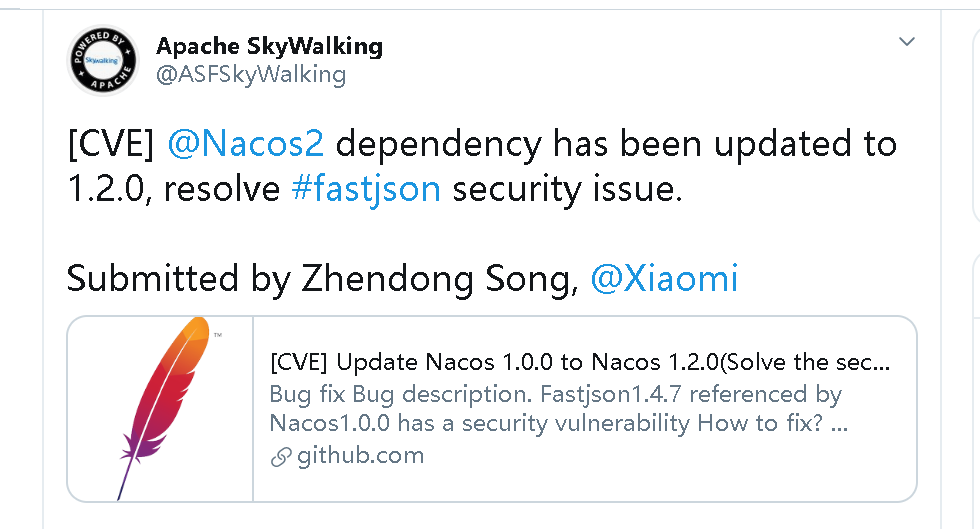 POWERED BY
Skywalking
APACHE
Apache SkyWalking
@ASFSkyWalking
[CVE] @Nacos2 dependency has been updated to
1.2.0, resolve #fastjson security issue.
Submitted by Zhendong Song, @Xiaomi
TM
[CVE] Update Nacos 1.0.0 to Nacos 1.2.0(Solve the sec...
Bug fix Bug description. Fastjson1.4.7 referenced by
Nacos1.0.0 has a security vulnerability How to fix? ...
github.com